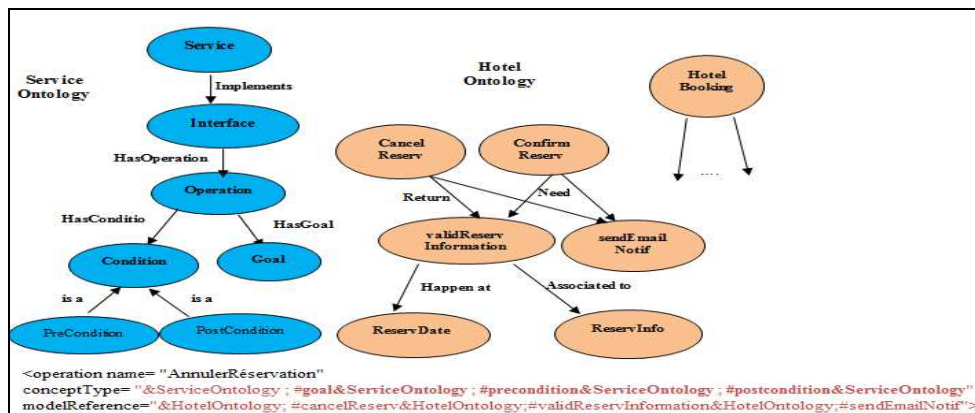 Service
Ontology
Service
Implements
Interface
HasOperation
Operation
HasConditio
HasGoal
Condition
Goal
is a
is a
PreCondition
PostCondition
Hotel
Ontology
Hotel
Booking
....
Cancel
Reserv
Confirm
Reserv
Return
Need
validReserv
Information
sendEmail
Notif
Happen at
Associated to
ReservDate
ReservInfo
<operation name= "AnnulerRéservation"
conceptType= "&ServiceOntology ; #goal&ServiceOntology ; #precondition&ServiceOntology ; #postcondition&ServiceOntology"
modelReference="&HotelOntology; #cancelReserv&HotelOntology;#validReservInformation&HotelOntology;#sendEmailNotif">